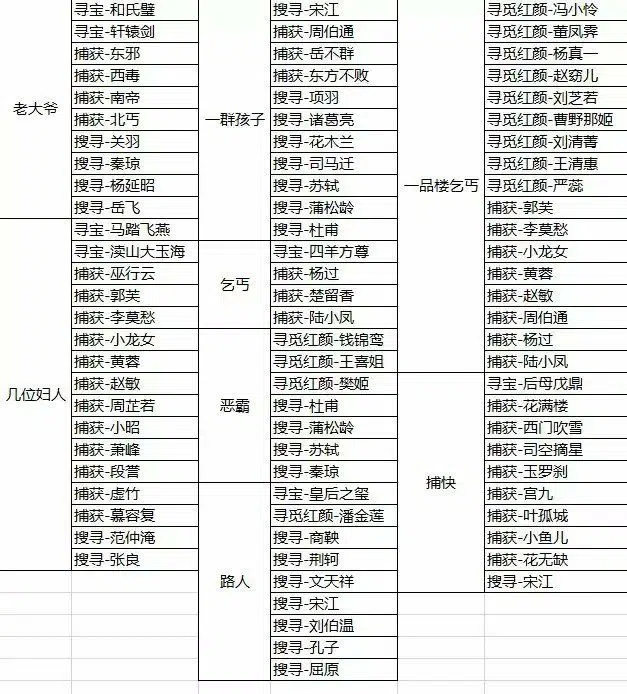 老大爷
寻宝-和氏璧
寻宝-轩辕剑
捕获-东邪
捕获-西毒
捕获-南帝
捕获-北丐
搜寻-关羽
搜寻-秦琼
搜寻-杨延昭
搜寻-岳飞
几位妇人
寻宝-马踏飞燕
寻宝-渎山大玉海
捕获-巫行云
捕获-郭芙
捕获-李莫愁
捕获-小龙女
捕获-黄蓉
捕获-赵敏
捕获-周芷若
捕获-小昭
捕获-萧峰
捕获-段誉
捕获-虚竹
捕获-慕容复
搜寻-范仲淹
搜寻-张良
一群孩子
搜寻-宋江
捕获-周伯通
捕获-岳不群
捕获-东方不败
搜寻-项羽
搜寻-诸葛亮
搜寻-花木兰
搜寻-司马迁
搜寻-苏轼
搜寻-蒲松龄
搜寻-杜甫
乞丐
寻宝-四羊方尊
捕获-杨过
捕获-楚留香
捕获-陆小凤
恶霸
寻觅红颜-钱锦鸾
寻觅红颜-王喜姐
寻觅红颜-樊姬
搜寻-杜甫
搜寻-蒲松龄
搜寻-苏轼
搜寻-秦琼
路人
寻宝-皇后之玺
寻觅红颜-潘金莲
搜寻-商鞅
搜寻-荆轲
搜寻-文天祥
搜寻-宋江
搜寻-刘伯温
搜寻-孔子
搜寻-屈原
一品楼乞丐
寻觅红颜-冯小怜
寻觅红颜-董凤霁
寻觅红颜-杨真一
寻觅红颜-赵窈儿
寻觅红颜-刘芝若
寻觅红颜-曹野那姬
寻觅红颜-刘清菁
寻觅红颜-王清惠
寻觅红颜-严蕊
捕获-郭芙
捕获-李莫愁
捕获-小龙女
捕获-黄蓉
捕获-赵敏
捕获-周伯通
捕获-杨过
捕获-陆小凤
捕快
寻宝-后母戊鼎
捕获-花满楼
捕获-西门吹雪
捕获-司空摘星
捕获-玉罗刹
捕获-宫九
捕获-叶孤城
捕获-小鱼儿
捕获-花无缺
搜寻-宋江